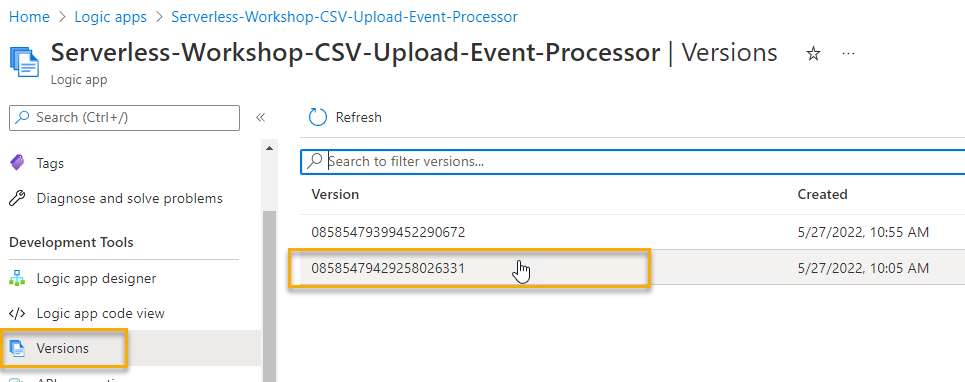 Home > Logic apps > Serverless-Workshop-CSV-Upload-Event-Processor
Serverless-Workshop-CSV-Upload-Event-Processor | Versions
Logic app
Search (Ctrl+/)
Tags
Diagnose and solve problems
Development Tools
Logic app designer
Logic app code view
Versions
Refresh
Search to filter versions...
Version Created
08585479399452290672 5/27/2022, 10:55 AM
08585479429258026331 5/27/2022, 10:05 AM